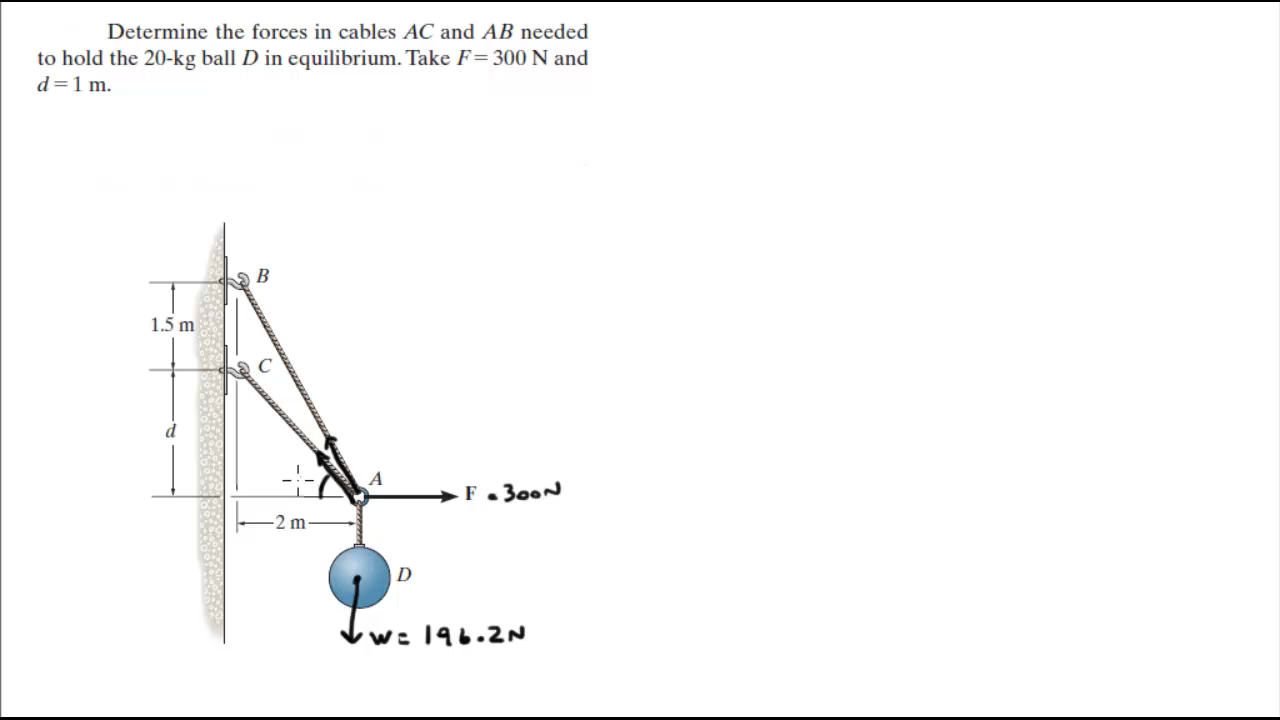 Determine the forces in cables AC and AB needed
to hold the 20-kg ball D in equilibrium. Take F = 300 N and
d = 1 m.
B
1.5 m
C
d
A
F = 300N
2 m
D
W = 196.2N